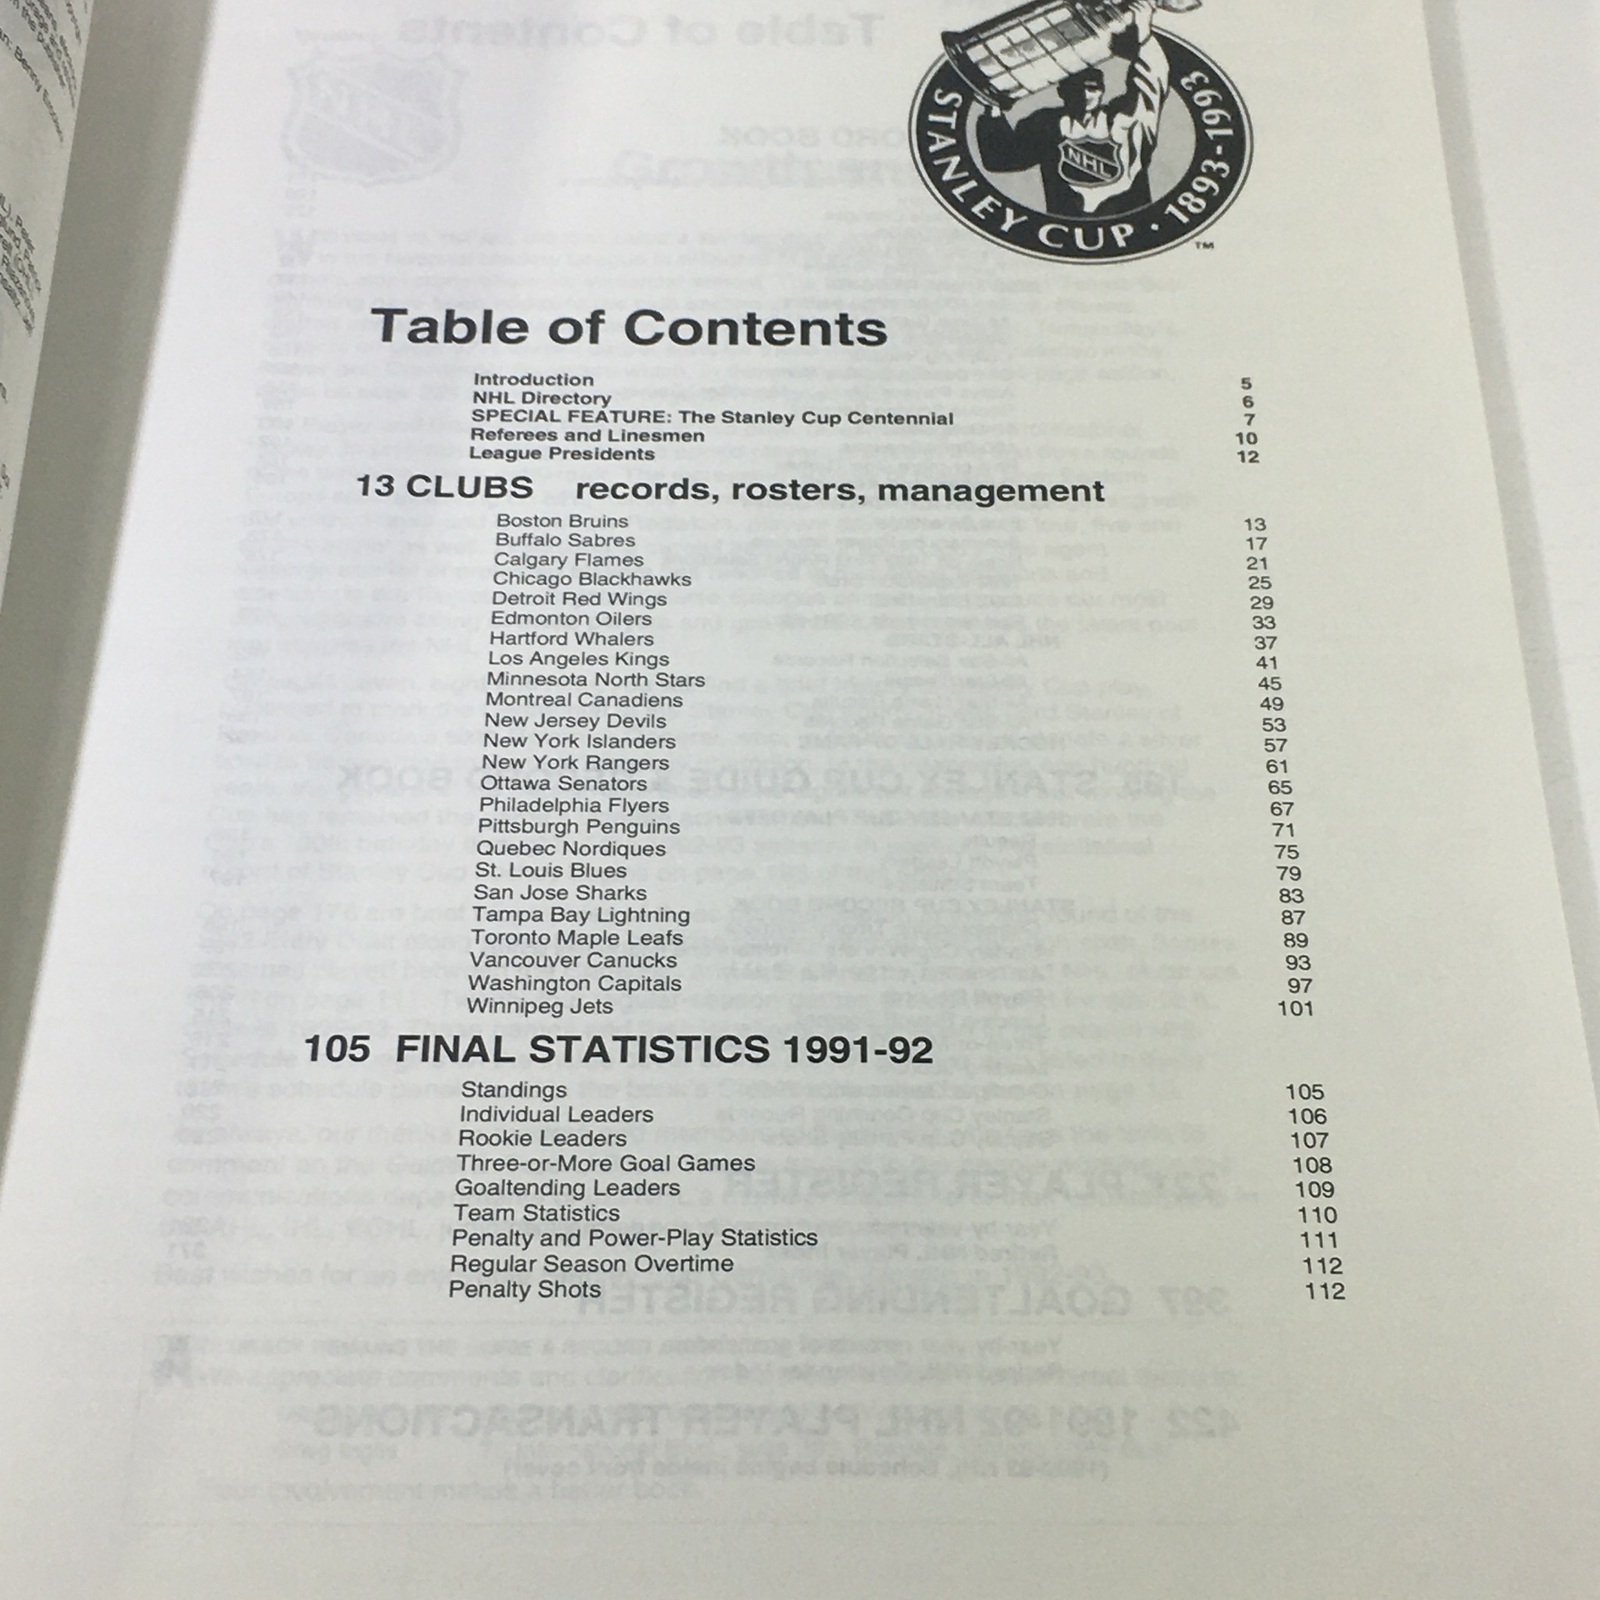 STANLEY CUP · 1893-1993
NHL
TM
Table of Contents
Introduction 5
NHL Directory 6
SPECIAL FEATURE: The Stanley Cup Centennial 7
Referees and Linesmen 10
League Presidents 12
13 CLUBS records, rosters, management
Boston Bruins 13
Buffalo Sabres 17
Calgary Flames 21
Chicago Blackhawks 25
Detroit Red Wings 29
Edmonton Oilers 33
Hartford Whalers 37
Los Angeles Kings 41
Minnesota North Stars 45
Montreal Canadiens 49
New Jersey Devils 53
New York Islanders 57
New York Rangers 61
Ottawa Senators 65
Philadelphia Flyers 67
Pittsburgh Penguins 71
Quebec Nordiques 75
St. Louis Blues 79
San Jose Sharks 83
Tampa Bay Lightning 87
Toronto Maple Leafs 89
Vancouver Canucks 93
Washington Capitals 97
Winnipeg Jets 101
105 FINAL STATISTICS 1991-92
Standings 105
Individual Leaders 106
Rookie Leaders 107
Three-or-More Goal Games 108
Goaltending Leaders 109
Team Statistics 110
Penalty and Power-Play Statistics 111
Regular Season Overtime 112
Penalty Shots 112